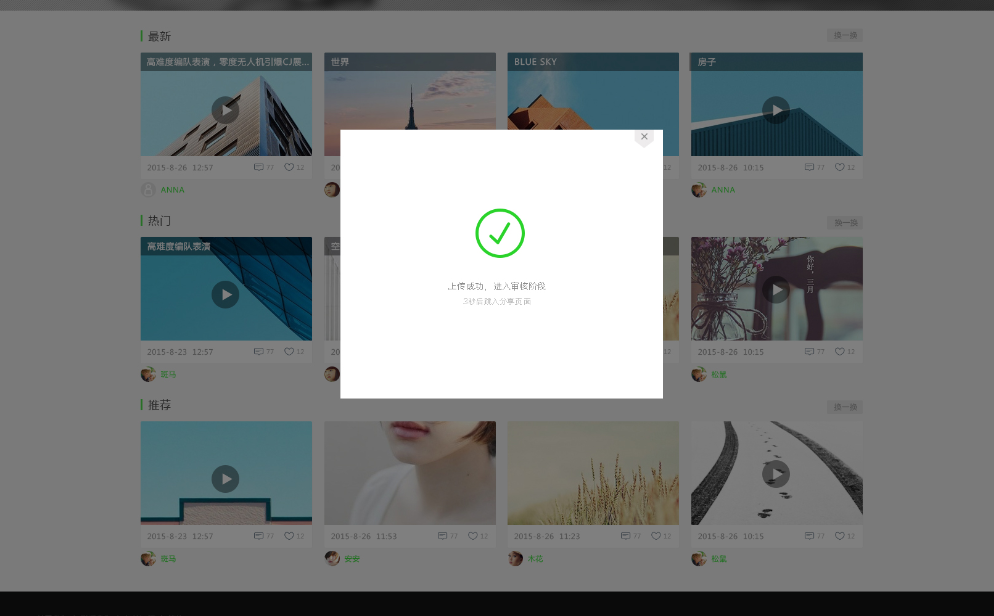 最新
换一换
高难度编队表演，零度无人机引爆CJ展...
世界
BLUE SKY
房子
2015-8-26 12:57
77
12
12
2015-8-26 10:15
77
12
ANNA
ANNA
×
上传成功，进入审核阶段
3秒后跳入分享页面
热门
换一换
高难度编队表演
空
你好，三月
2015-8-23 12:57
77
12
12
2015-8-26 10:15
77
12
斑马
松鼠
推荐
换一换
2015-8-23 12:57
77
12
2015-8-26 11:53
77
12
2015-8-26 11:23
77
12
2015-8-26 10:15
77
12
斑马
安安
木花
松鼠